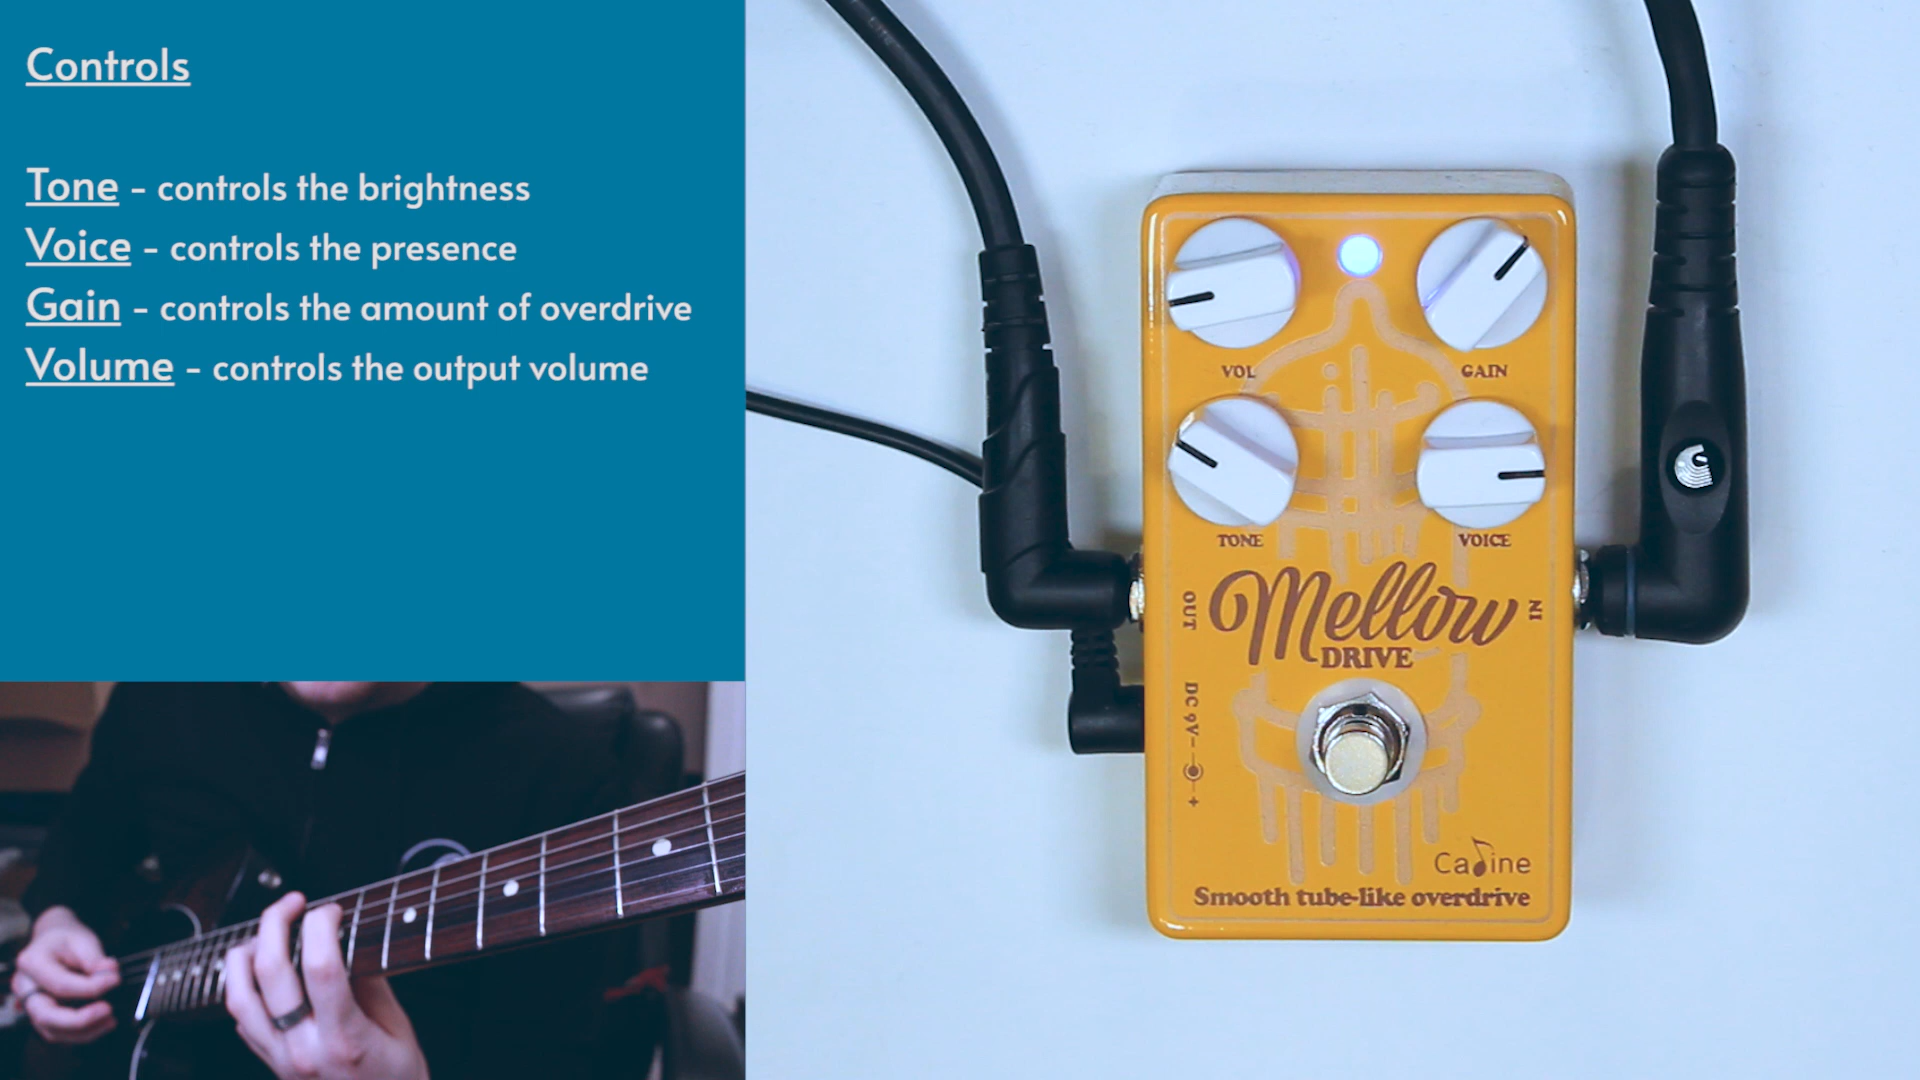 Controls
Tone - controls the brightness
Voice - controls the presence
Gain - controls the amount of overdrive
Volume - controls the output volume
VOL
GAIN
TONE
VOICE
OUT
IN
Mellow
DRIVE
DC 9V
Caline
Smooth tube-like overdrive